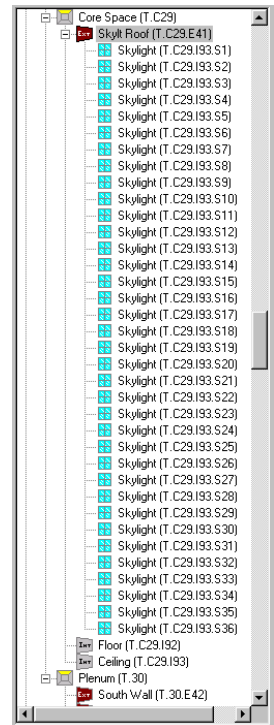 Core Space (T.C29)
Ext Skylt Roof (T.C29.E41)
Skylight (T.C29.I93.S1)
Skylight (T.C29.I93.S2)
Skylight (T.C29.I93.S3)
Skylight (T.C29.I93.S4)
Skylight (T.C29.I93.S5)
Skylight (T.C29.I93.S6)
Skylight (T.C29.I93.S7)
Skylight (T.C29.I93.S8)
Skylight (T.C29.I93.S9)
Skylight (T.C29.I93.S10)
Skylight (T.C29.I93.S11)
Skylight (T.C29.I93.S12)
Skylight (T.C29.I93.S13)
Skylight (T.C29.I93.S14)
Skylight (T.C29.I93.S15)
Skylight (T.C29.I93.S16)
Skylight (T.C29.I93.S17)
Skylight (T.C29.I93.S18)
Skylight (T.C29.I93.S19)
Skylight (T.C29.I93.S20)
Skylight (T.C29.I93.S21)
Skylight (T.C29.I93.S22)
Skylight (T.C29.I93.S23)
Skylight (T.C29.I93.S24)
Skylight (T.C29.I93.S25)
Skylight (T.C29.I93.S26)
Skylight (T.C29.I93.S27)
Skylight (T.C29.I93.S28)
Skylight (T.C29.I93.S29)
Skylight (T.C29.I93.S30)
Skylight (T.C29.I93.S31)
Skylight (T.C29.I93.S32)
Skylight (T.C29.I93.S33)
Skylight (T.C29.I93.S34)
Skylight (T.C29.I93.S35)
Skylight (T.C29.I93.S36)
Int Floor (T.C29.I92)
Int Ceiling (T.C29.I93)
Plenum (T.30)
Ext South Wall (T.30.E42)